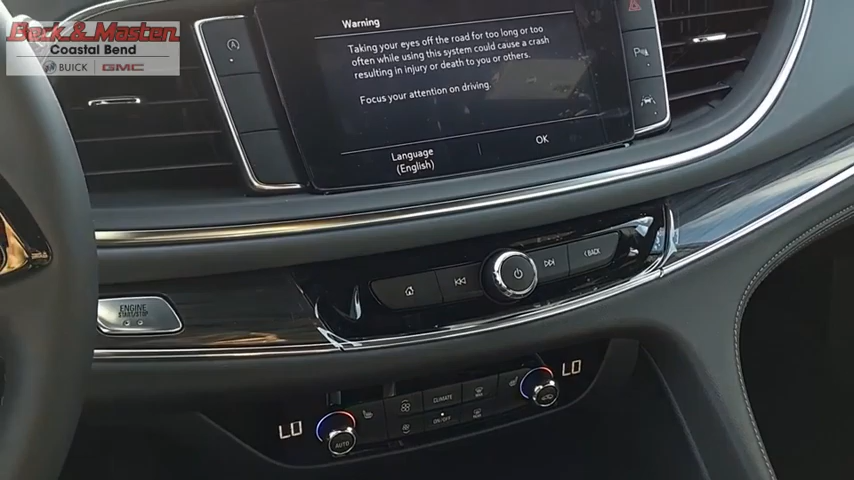 Beck & Masten
Coastal Bend
BUICK | GMC
Warning
Taking your eyes off the road for too long or too
often while using this system could cause a crash
resulting in injury or death to you or others.
Focus your attention on driving.
Language
(English)
OK
BACK
ENGINE
START/STOP
LO
CLIMATE
ON/OFF
AUTO
LO